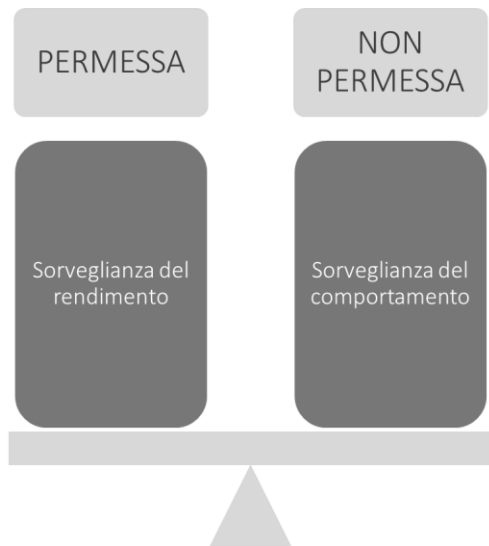 PERMESSA
NON
PERMESSA
Sorveglianza del
rendimento
Sorveglianza del
comportamento